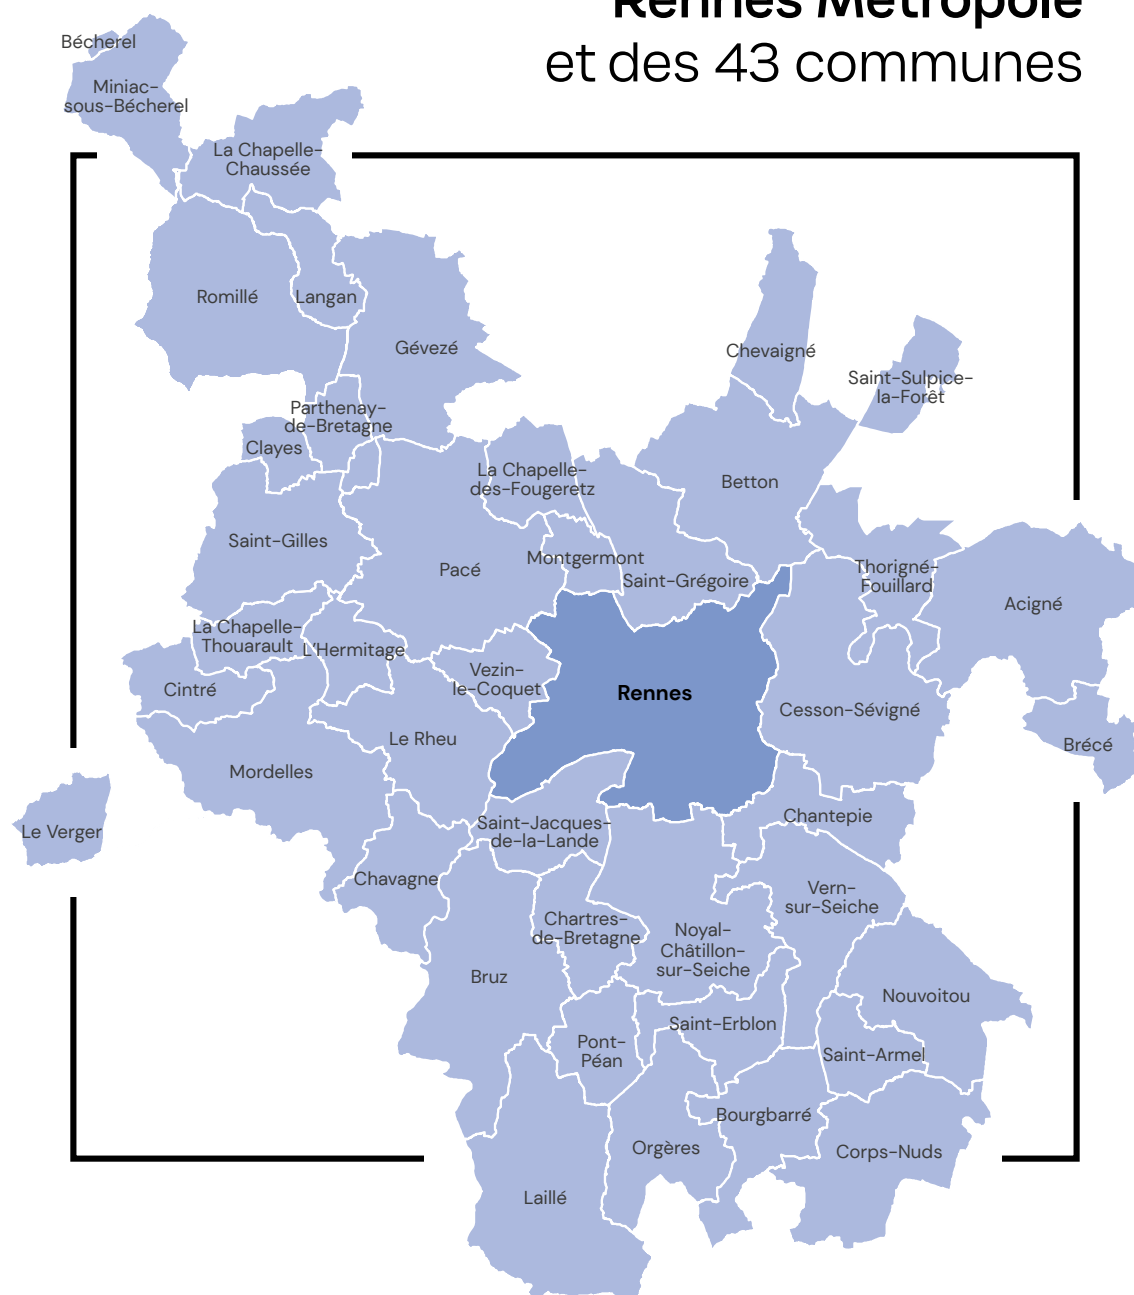 Rennes Métropole
et des 43 communes
Bécherel
Miniac-
sous-Bécherel
La Chapelle-
Chaussée
Romillé
Langan
Gévezé
Chevaigné
Saint-Sulpice-
la-Forêt
Parthenay-
de-Bretagne
Clayes
La Chapelle-
des-Fougeretz
Betton
Saint-Gilles
Pacé
Montgermont
Saint-Grégoire
Thorigné-
Fouillard
Acigné
La Chapelle-
Thouarault
L'Hermitage
Cintré
Vezin-
le-Coquet
Rennes
Cesson-Sévigné
Le Rheu
Brécé
Mordelles
Le Verger
Saint-Jacques-
de-la-Lande
Chantepie
Chavagne
Vern-
sur-Seiche
Chartres-
de-Bretagne
Noyal-
Châtillon-
sur-Seiche
Bruz
Nouvoitou
Saint-Erblon
Pont-
Péan
Saint-Armel
Bourgbarré
Orgères
Corps-Nuds
Laillé